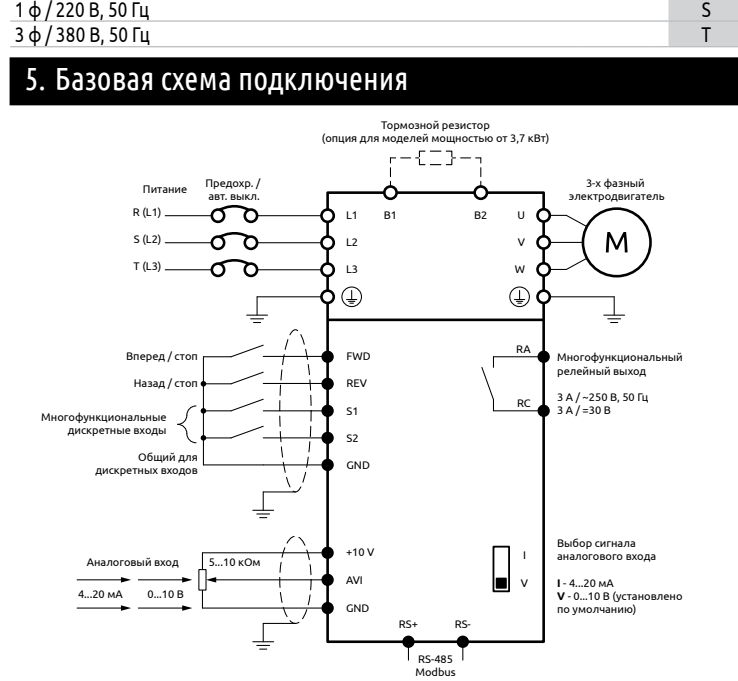 1 ф / 220 В, 50 Гц S
3 ф / 380 В, 50 Гц T
5. Базовая схема подключения
Тормозной резистор
(опция для моделей мощностью от 3,7 кВт)
Питание
Предохр. /
авт. выкл.
3-х фазный
электродвигатель
R (L1)
L1
B1
B2
U
S (L2)
L2
V
M
T (L3)
L3
W
Вперед / стоп
FWD
RA
Многофункциональный
релейный выход
Назад / стоп
REV
Многофункциональные
дискретные входы
S1
RC
3 А / ~250 В, 50 Гц
3 А / =30 В
S2
Общий для
дискретных входов
GND
Выбор сигнала
аналогового входа
+10 V
I
Аналоговый вход
5...10 кОм
AVI
V
I - 4...20 мА
V - 0...10 В (установлено
по умолчанию)
4...20 мА
0...10 В
GND
RS+
RS-
RS-485
Modbus